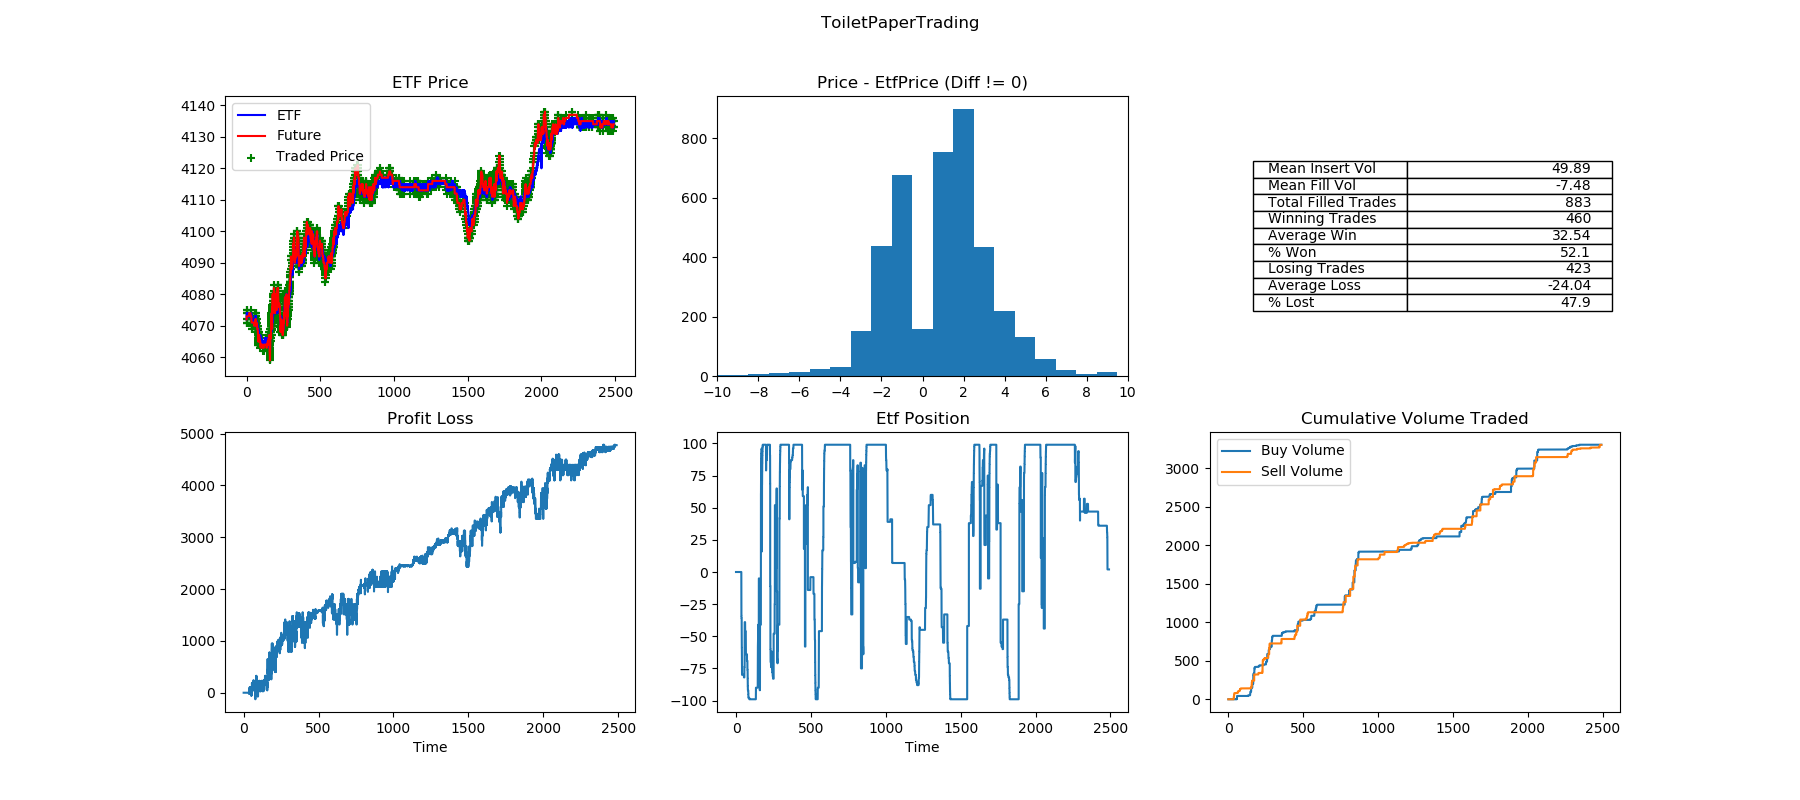 ToiletPaperTrading
ETF Price
ETF
Future
Traded Price
4140
4130
4120
4110
4100
4090
4080
4070
4060
0 500 1000 1500 2000 2500
Price - EtfPrice (Diff != 0)
800
600
400
200
0
−10 −8 −6 −4 −2 0 2 4 6 8 10
Mean Insert Vol 49.89
Mean Fill Vol -7.48
Total Filled Trades 883
Winning Trades 460
Average Win 32.54
% Won 52.1
Losing Trades 423
Average Loss -24.04
% Lost 47.9
Profit Loss
5000
4000
3000
2000
1000
0
0 500 1000 1500 2000 2500
Time
Etf Position
100
75
50
25
0
−25
−50
−75
−100
0 500 1000 1500 2000 2500
Time
Cumulative Volume Traded
Buy Volume
Sell Volume
3000
2500
2000
1500
1000
500
0
0 500 1000 1500 2000 2500